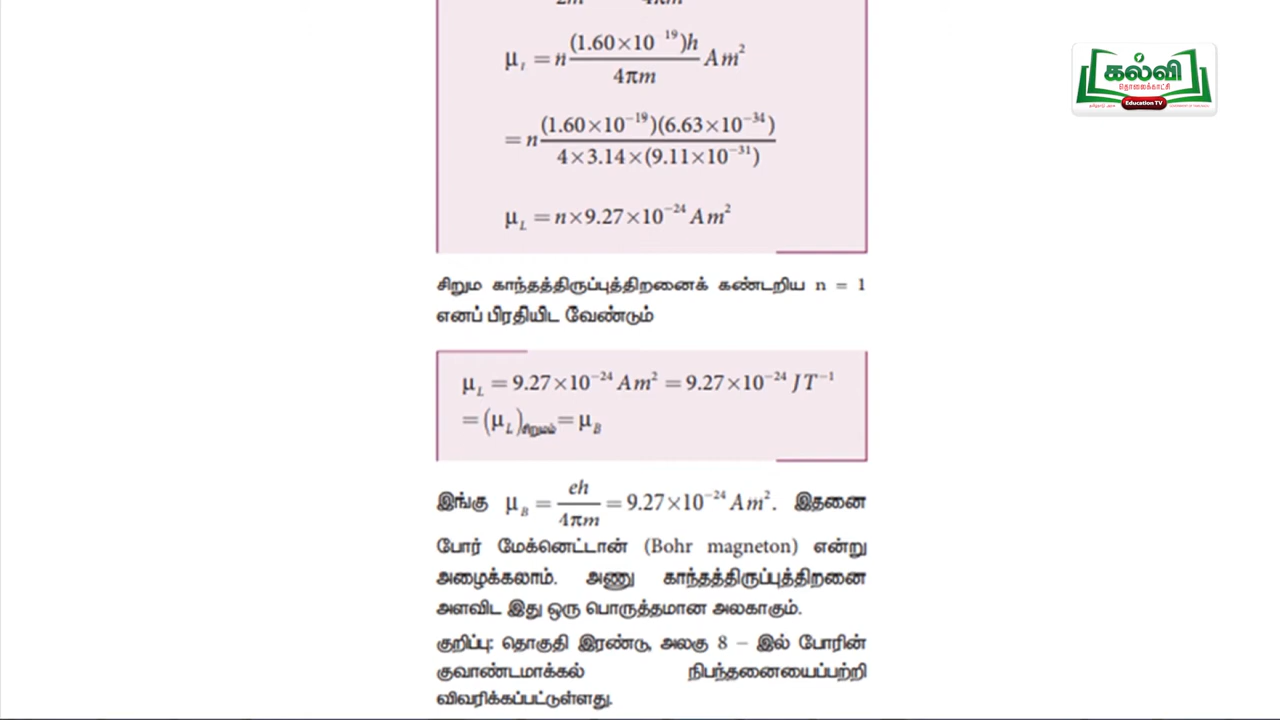 μ_I = n (1.60×10 ¹⁹)h / 4πm Am²
= n (1.60×10⁻¹⁹)(6.63×10⁻³⁴) / 4×3.14×(9.11×10⁻³¹)
μ_L = n×9.27×10⁻²⁴ Am²
சிறும காந்தத்திருப்புத்திறனைக் கண்டறிய n = 1
எனப் பிரதியிட வேண்டும்
μ_L = 9.27×10⁻²⁴ Am² = 9.27×10⁻²⁴ JT⁻¹
= (μ_L)சிறுமம் = μ_B
இங்கு μ_B = eh / 4πm = 9.27×10⁻²⁴ Am². இதனை
போர் மேக்னெட்டான் (Bohr magneton) என்று
அழைக்கலாம். அணு காந்தத்திருப்புத்திறனை
அளவிட இது ஒரு பொருத்தமான அலகாகும்.
குறிப்பு: தொகுதி இரண்டு, அலகு 8 – இல் போரின்
குவாண்டமாக்கல் நிபந்தனையைப்பற்றி
விவரிக்கப்பட்டுள்ளது.
கல்வி
தொலைக்காட்சி
Education TV